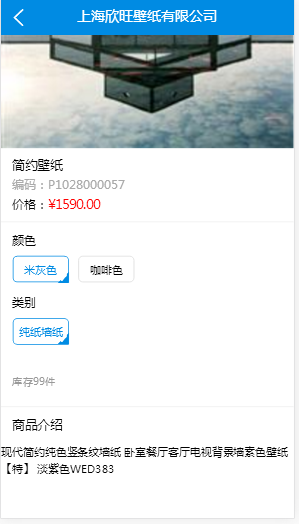 上海欣旺壁纸有限公司
简约壁纸
编码：P1028000057
价格：¥1590.00
颜色
米灰色 咖啡色
类别
纯纸墙纸
库存99件
商品介绍
现代简约纯色竖条纹墙纸 卧室餐厅客厅电视背景墙素色壁纸
【特】 淡紫色WED383